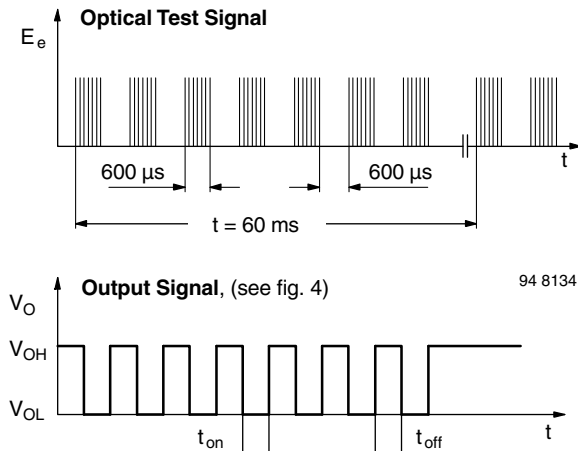 Optical Test Signal
E e
t
600 µs 600 µs
t = 60 ms
Output Signal, (see fig. 4)
94 8134
V O
V OH
V OL
t on t off t